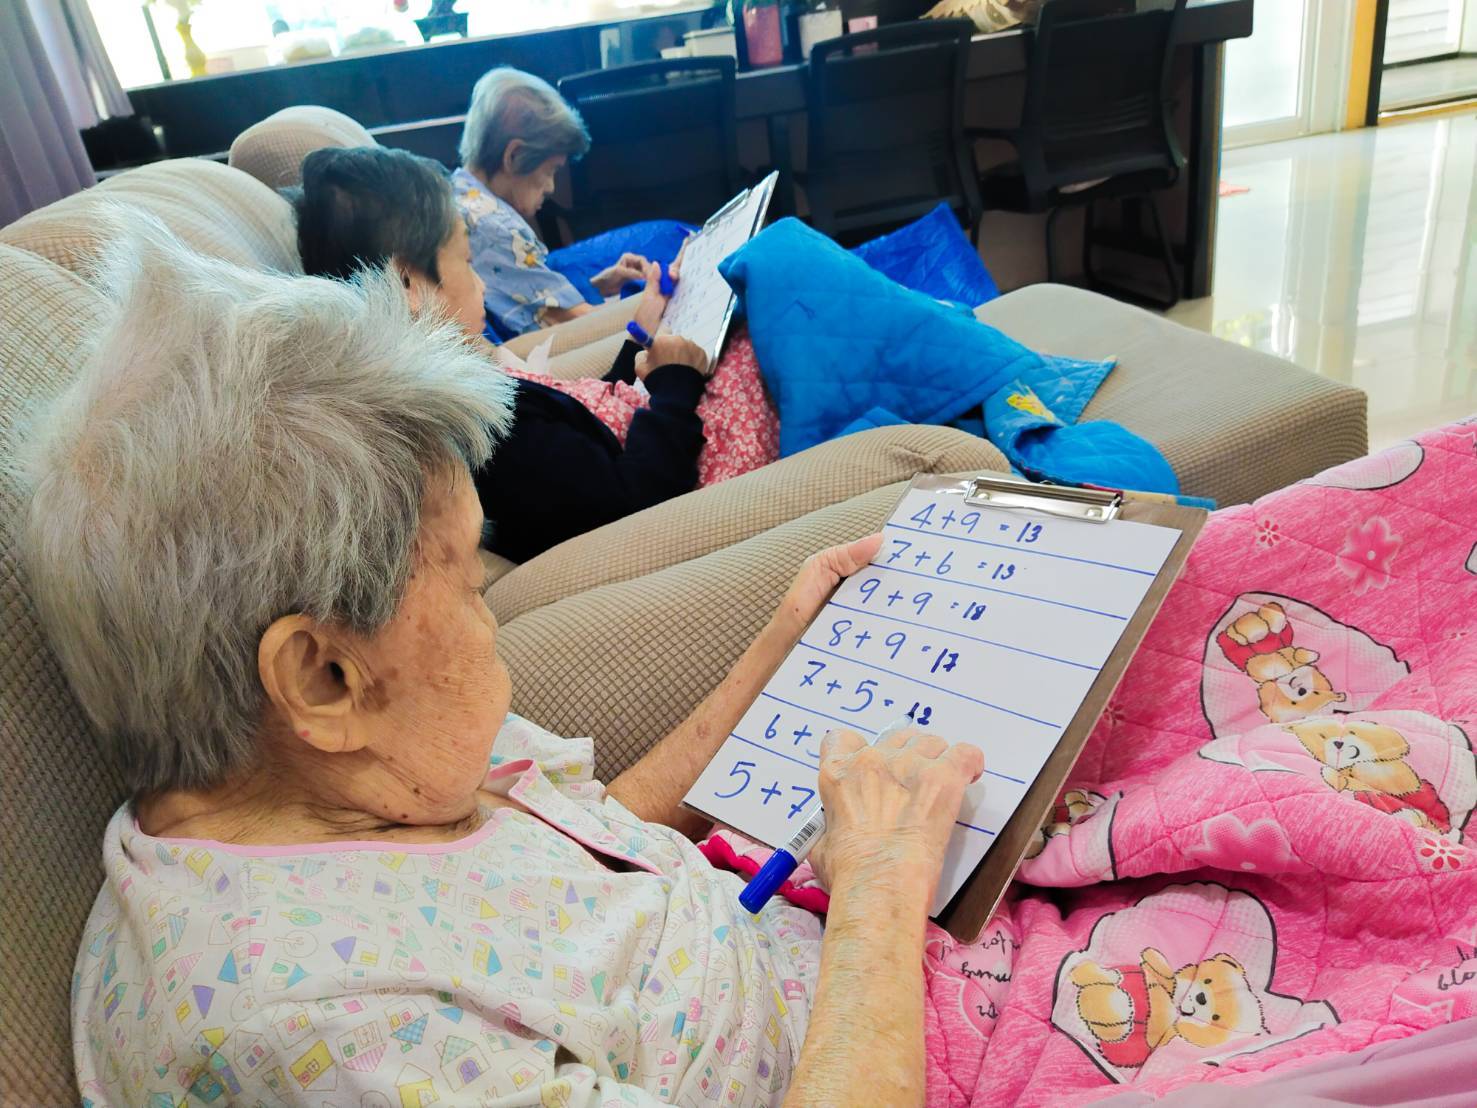 4+9 = 13
7+6 = 13
9+9 = 18
8+9 = 17
7+5 = 12
6+
5+7